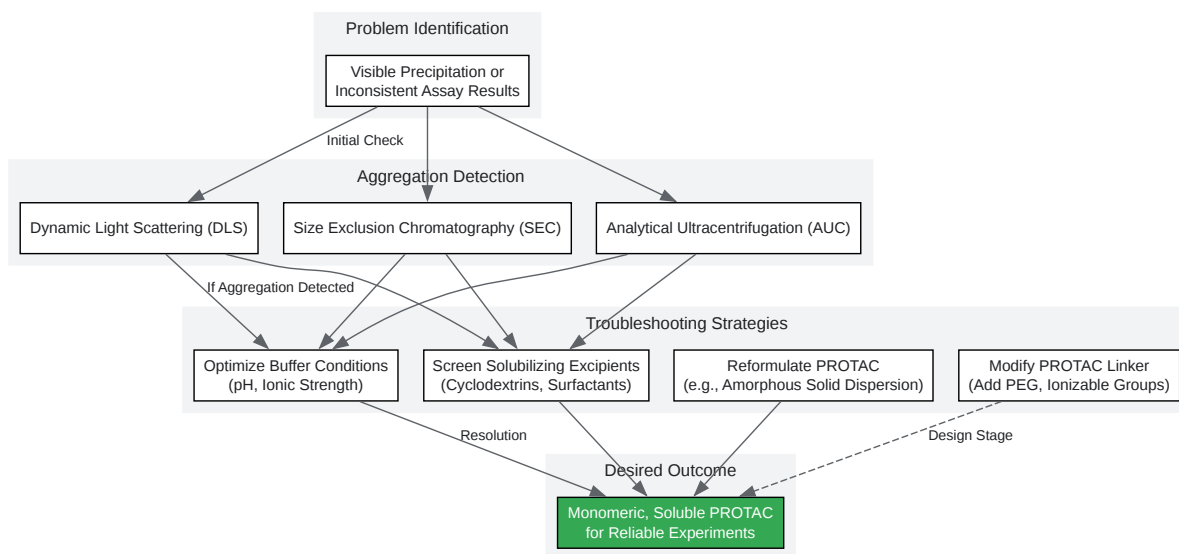 Problem Identification
Visible Precipitation or
Inconsistent Assay Results
Initial Check
Aggregation Detection
Dynamic Light Scattering (DLS)
Size Exclusion Chromatography (SEC)
Analytical Ultracentrifugation (AUC)
If Aggregation Detected
Troubleshooting Strategies
Optimize Buffer Conditions
(pH, Ionic Strength)
Screen Solubilizing Excipients
(Cyclodextrins, Surfactants)
Reformulate PROTAC
(e.g., Amorphous Solid Dispersion)
Modify PROTAC Linker
(Add PEG, Ionizable Groups)
Resolution
Design Stage
Desired Outcome
Monomeric, Soluble PROTAC
for Reliable Experiments